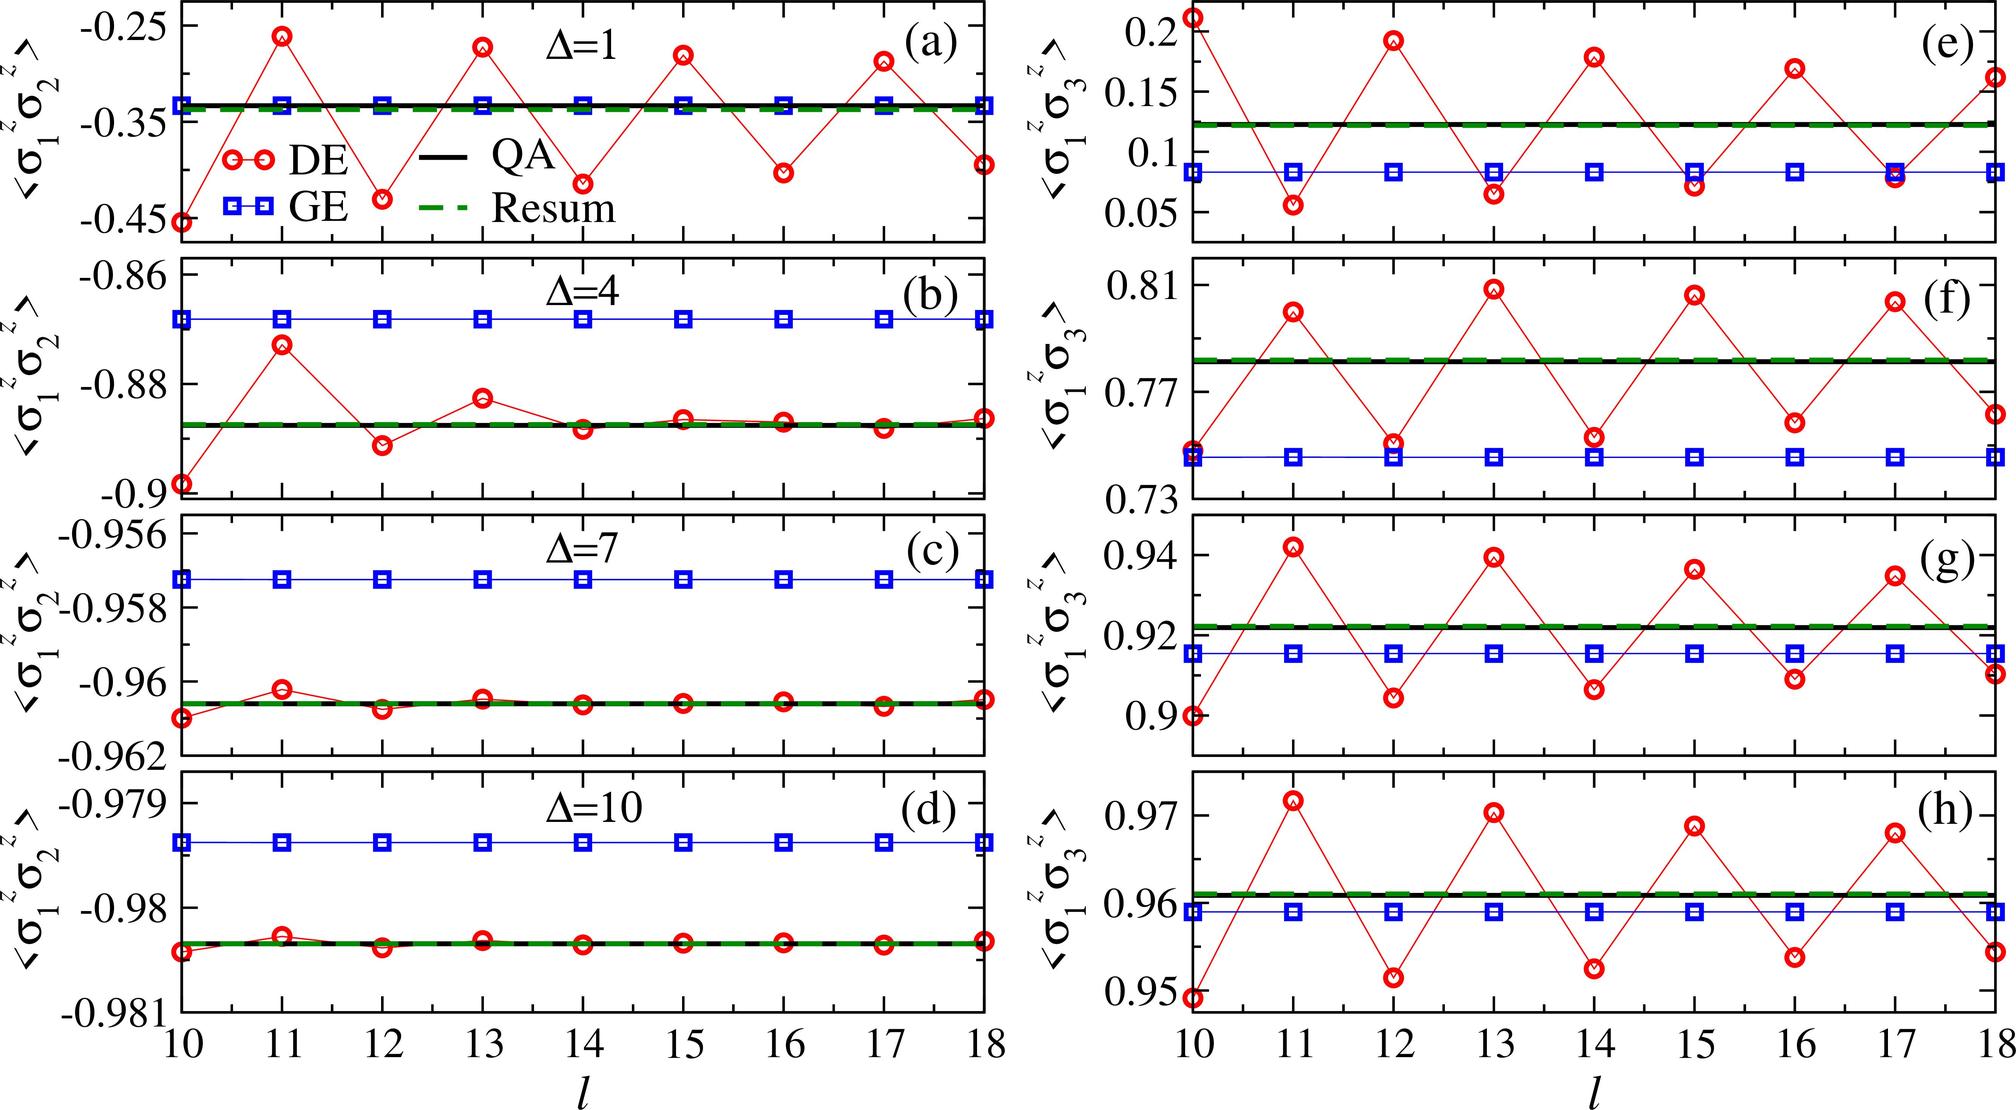 <σ₁ᶻσ₂ᶻ>
-0.25
-0.35
-0.45
Δ=1
(a)
DE
QA
GE
Resum
<σ₁ᶻσ₃ᶻ>
0.2
0.15
0.1
0.05
(e)
<σ₁ᶻσ₂ᶻ>
-0.86
-0.88
-0.9
Δ=4
(b)
<σ₁ᶻσ₃ᶻ>
0.81
0.77
0.73
(f)
<σ₁ᶻσ₂ᶻ>
-0.956
-0.958
-0.96
-0.962
Δ=7
(c)
<σ₁ᶻσ₃ᶻ>
0.94
0.92
0.9
(g)
<σ₁ᶻσ₂ᶻ>
-0.979
-0.98
-0.981
Δ=10
(d)
<σ₁ᶻσ₃ᶻ>
0.97
0.96
0.95
(h)
10 11 12 13 14 15 16 17 18
l
10 11 12 13 14 15 16 17 18
l